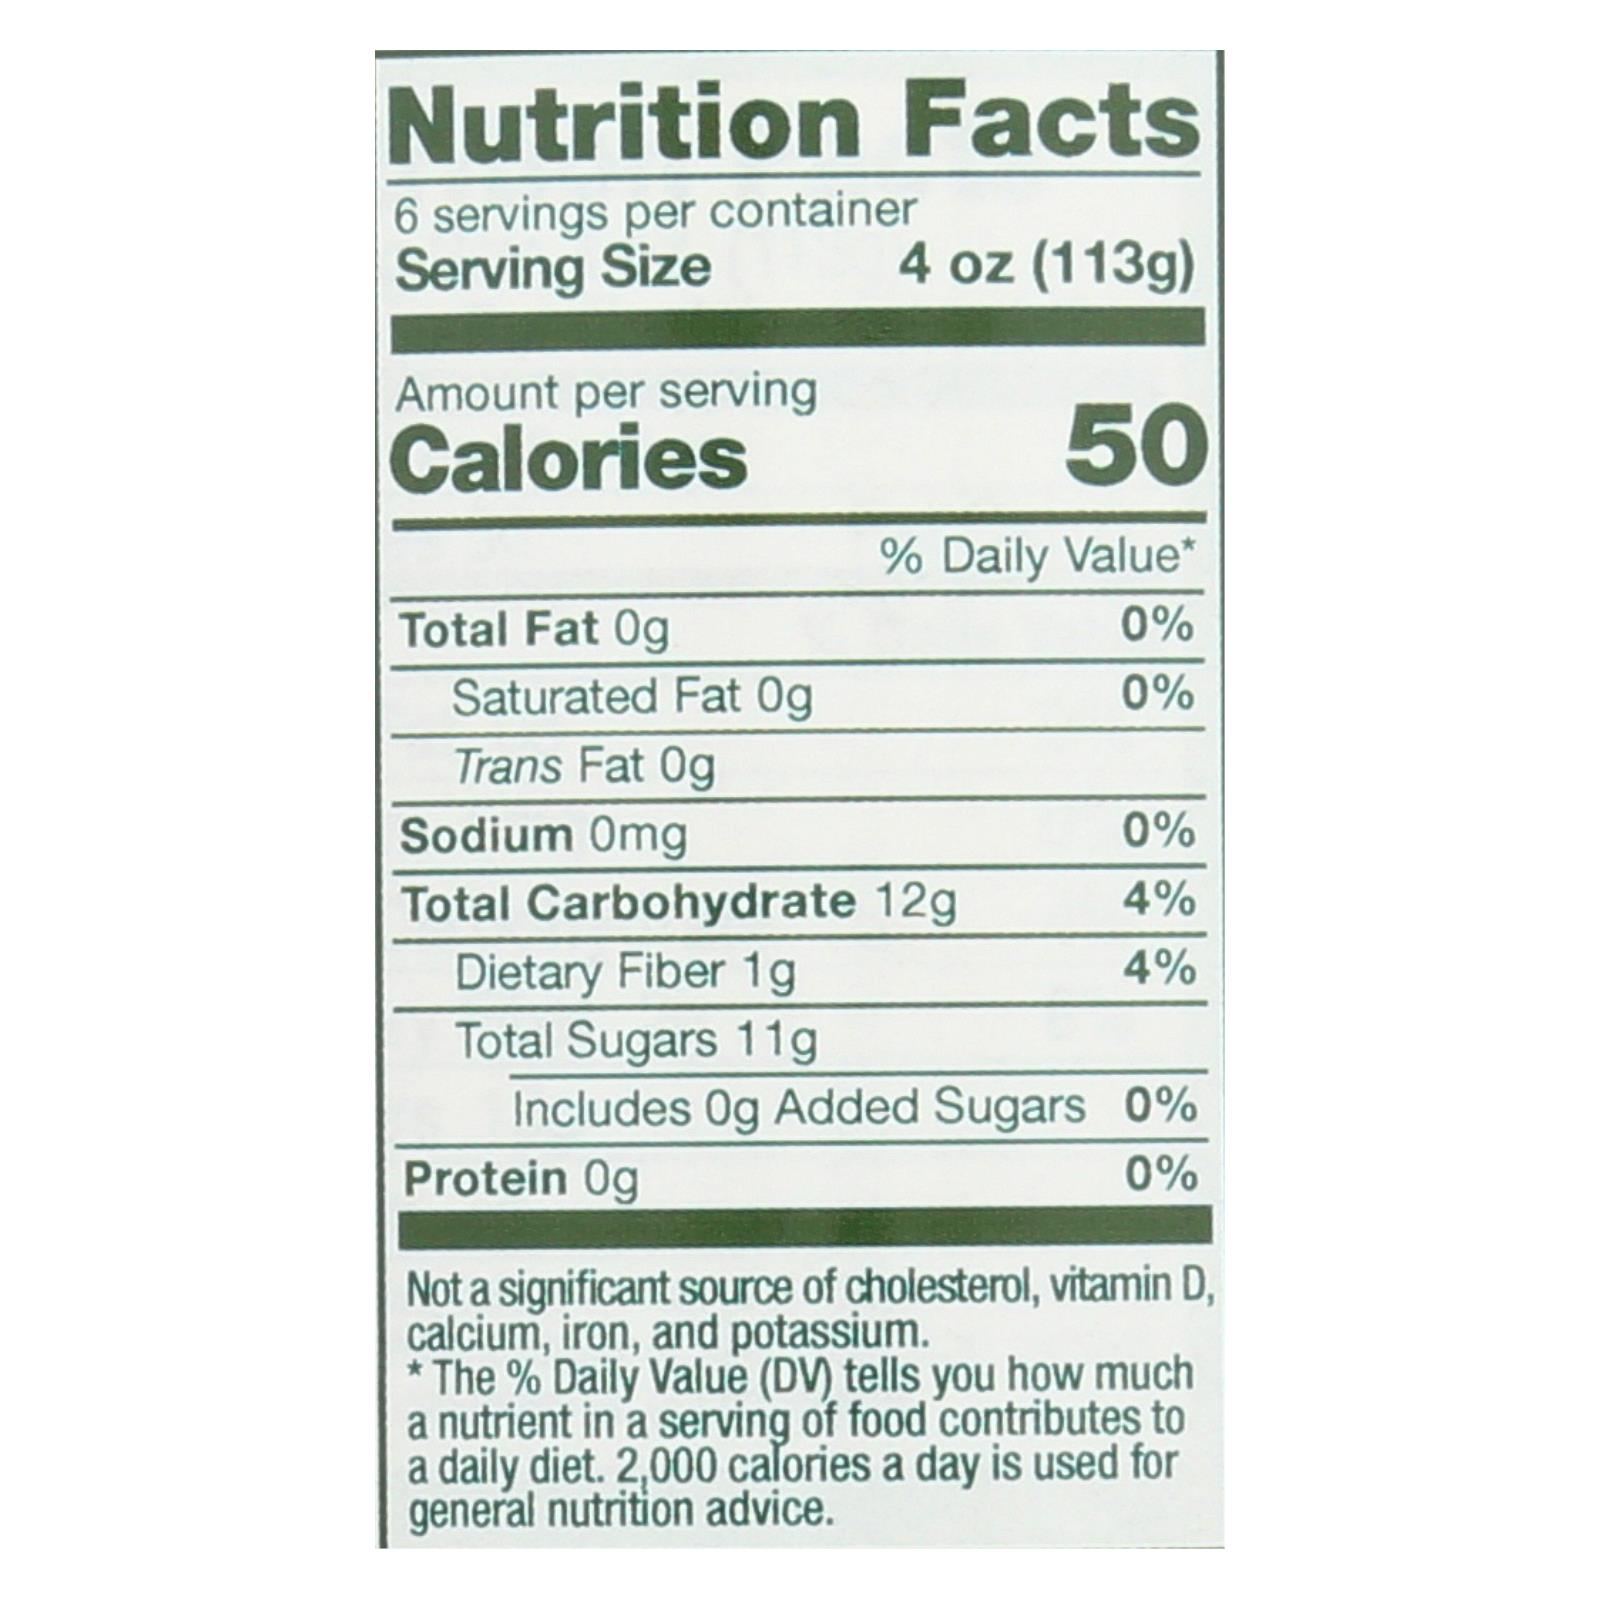 Nutrition Facts
6 servings per container
Serving Size 4 oz (113g)
Amount per serving
Calories 50
% Daily Value*
Total Fat 0g 0%
Saturated Fat 0g 0%
Trans Fat 0g
Sodium 0mg 0%
Total Carbohydrate 12g 4%
Dietary Fiber 1g 4%
Total Sugars 11g
Includes 0g Added Sugars 0%
Protein 0g 0%
Not a significant source of cholesterol, vitamin D,
calcium, iron, and potassium.
* The % Daily Value (DV) tells you how much
a nutrient in a serving of food contributes to
a daily diet. 2,000 calories a day is used for
general nutrition advice.